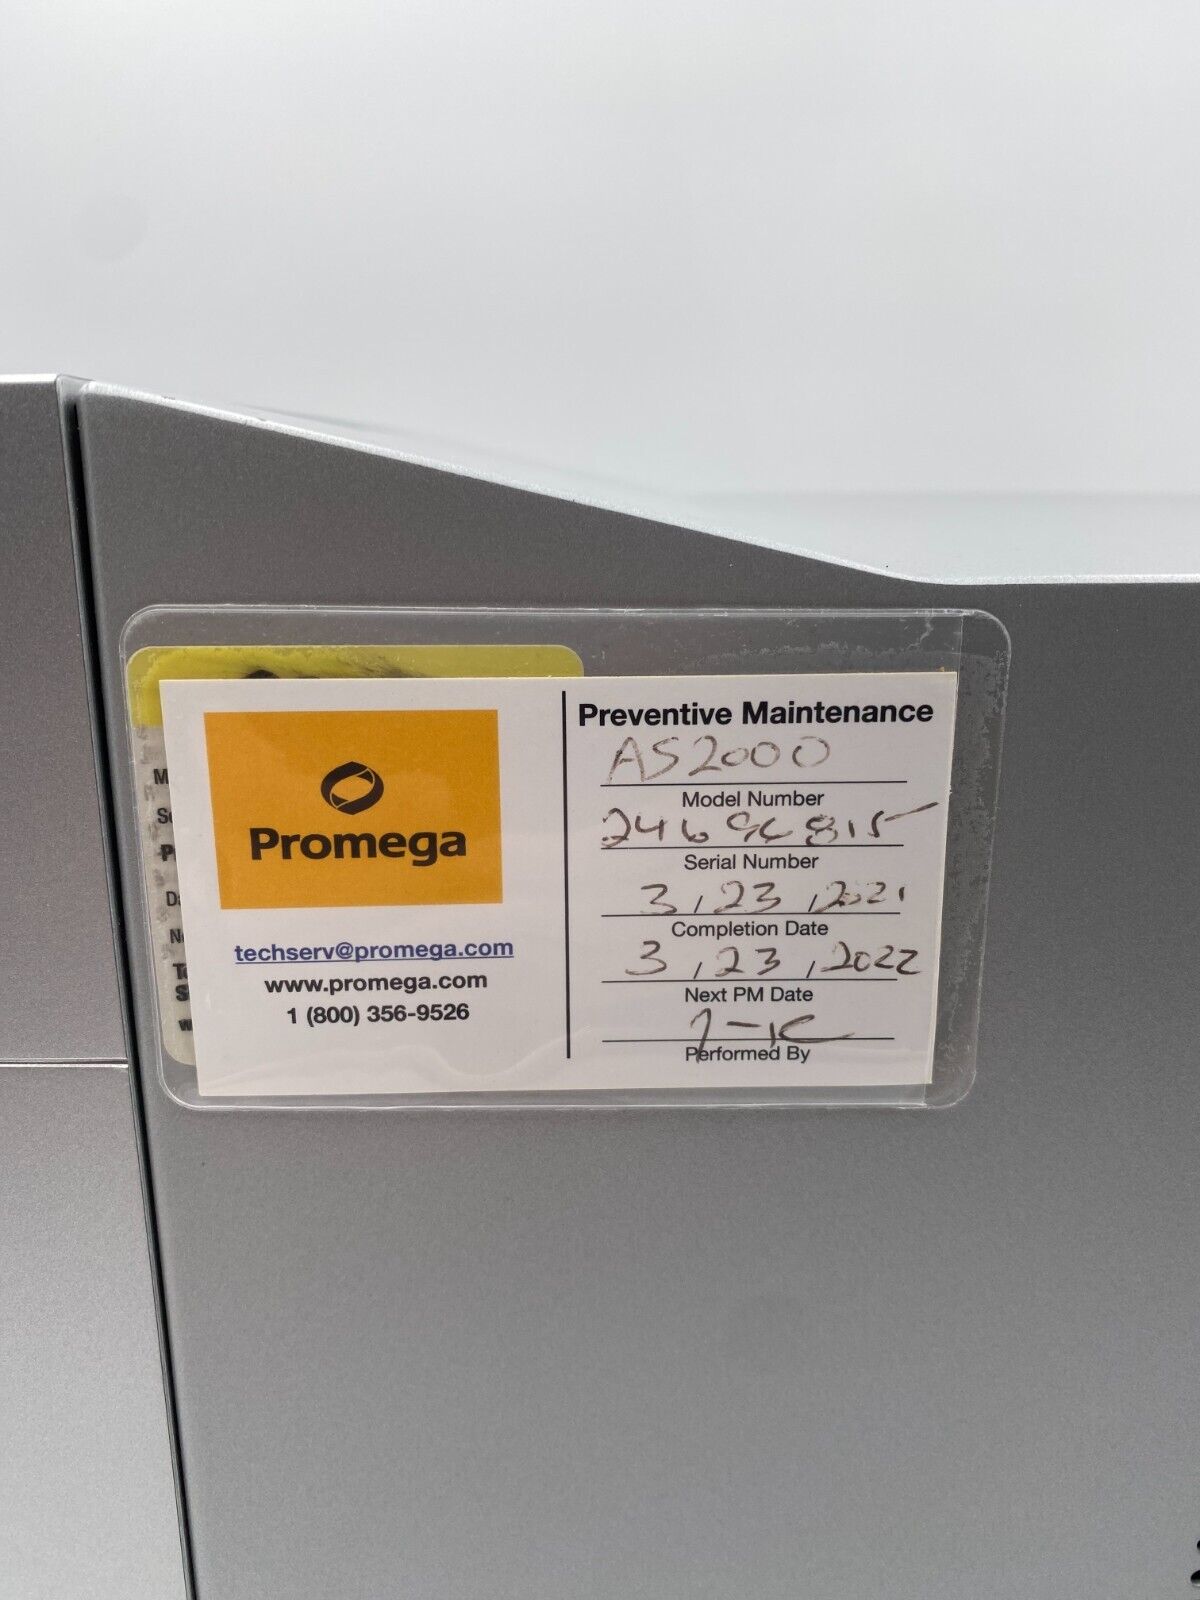 Promega
techserv@promega.com
www.promega.com
1 (800) 356-9526
Preventive Maintenance
AS2000
Model Number
Serial Number
3,23,2021
Completion Date
3,23,2022
Next PM Date
Performed By